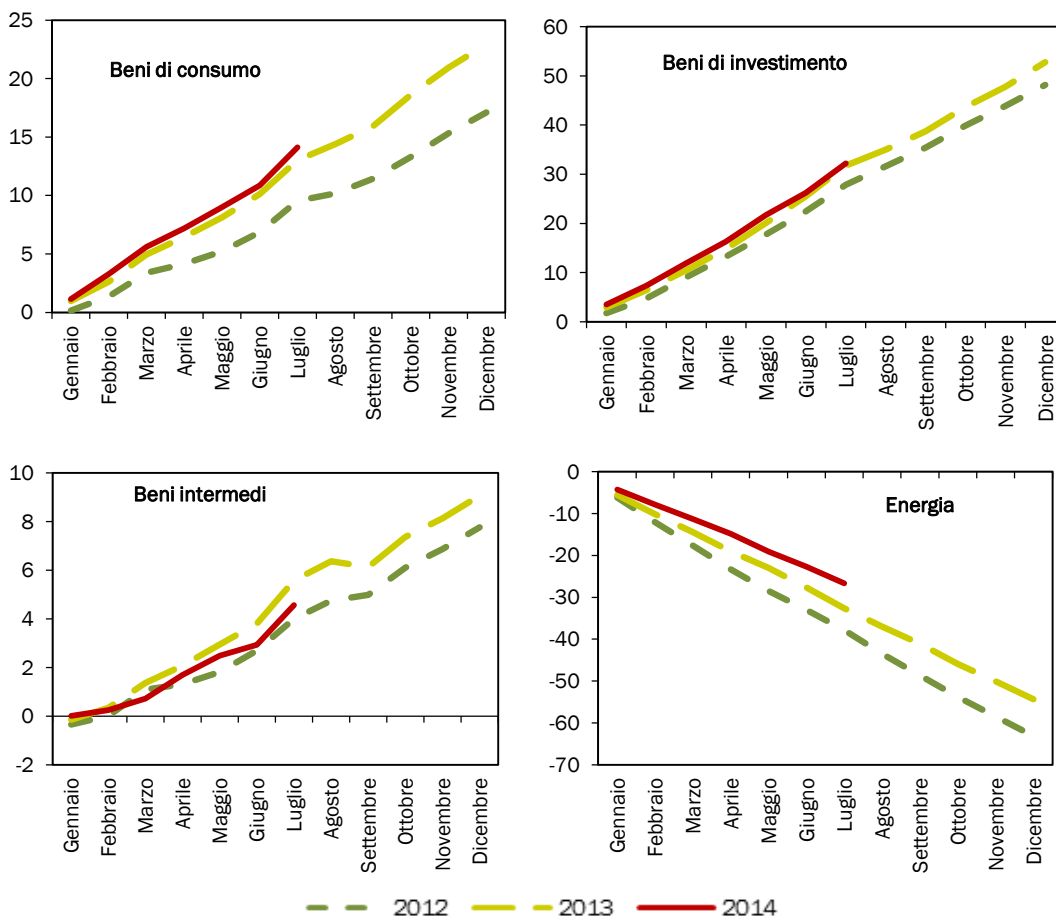 Beni di consumo
25
20
15
10
5
0
Gennaio
Febbraio
Marzo
Aprile
Maggio
Giugno
Luglio
Agosto
Settembre
Ottobre
Novembre
Dicembre
Beni di investimento
60
50
40
30
20
10
0
Gennaio
Febbraio
Marzo
Aprile
Maggio
Giugno
Luglio
Agosto
Settembre
Ottobre
Novembre
Dicembre
Beni intermedi
10
8
6
4
2
0
-2
Gennaio
Febbraio
Marzo
Aprile
Maggio
Giugno
Luglio
Agosto
Settembre
Ottobre
Novembre
Dicembre
Energia
0
-10
-20
-30
-40
-50
-60
-70
Gennaio
Febbraio
Marzo
Aprile
Maggio
Giugno
Luglio
Agosto
Settembre
Ottobre
Novembre
Dicembre
2012
2013
2014